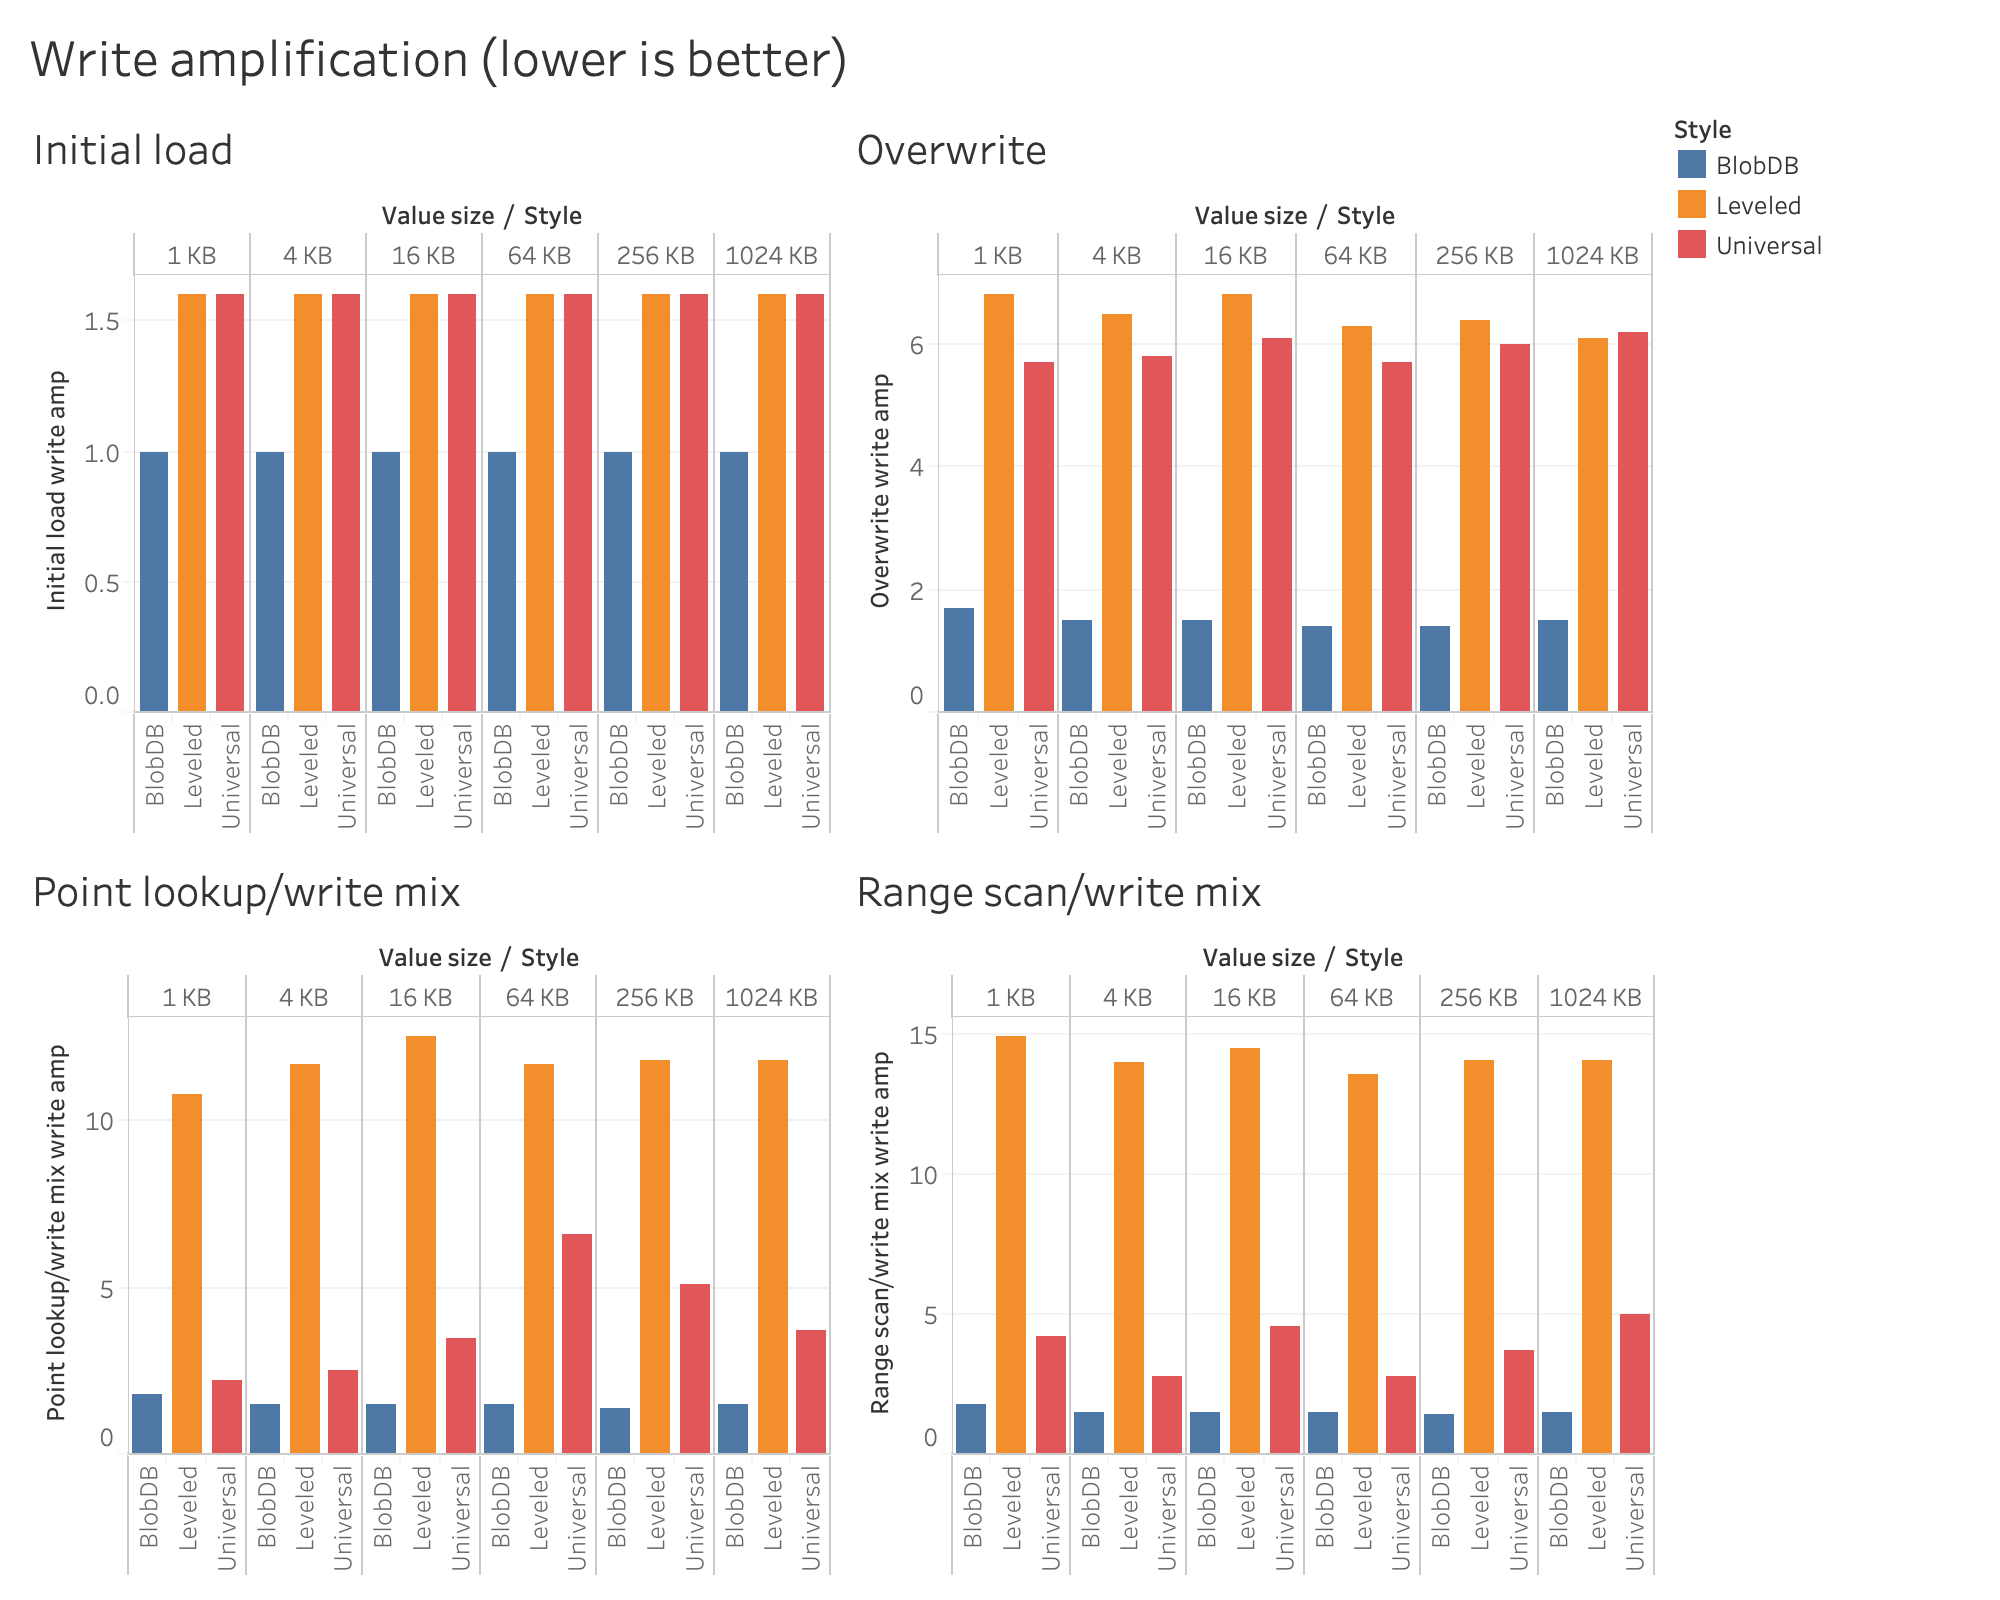 Write amplification (lower is better)
Initial load
Value size / Style
1 KB 4 KB 16 KB 64 KB 256 KB 1024 KB
Initial load write amp
1.5
1.0
0.5
0.0
BlobDB Leveled Universal BlobDB Leveled Universal BlobDB Leveled Universal BlobDB Leveled Universal BlobDB Leveled Universal BlobDB Leveled Universal
Overwrite
Value size / Style
1 KB 4 KB 16 KB 64 KB 256 KB 1024 KB
Overwrite write amp
6
4
2
0
BlobDB Leveled Universal BlobDB Leveled Universal BlobDB Leveled Universal BlobDB Leveled Universal BlobDB Leveled Universal BlobDB Leveled Universal
Style
BlobDB
Leveled
Universal
Point lookup/write mix
Value size / Style
1 KB 4 KB 16 KB 64 KB 256 KB 1024 KB
Point lookup/write mix write amp
10
5
0
BlobDB Leveled Universal BlobDB Leveled Universal BlobDB Leveled Universal BlobDB Leveled Universal BlobDB Leveled Universal BlobDB Leveled Universal
Range scan/write mix
Value size / Style
1 KB 4 KB 16 KB 64 KB 256 KB 1024 KB
Range scan/write mix write amp
15
10
5
0
BlobDB Leveled Universal BlobDB Leveled Universal BlobDB Leveled Universal BlobDB Leveled Universal BlobDB Leveled Universal BlobDB Leveled Universal